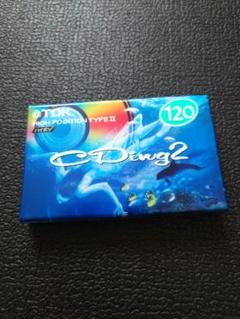 TDK
120
HIGH POSITION TYPE II
CDing2